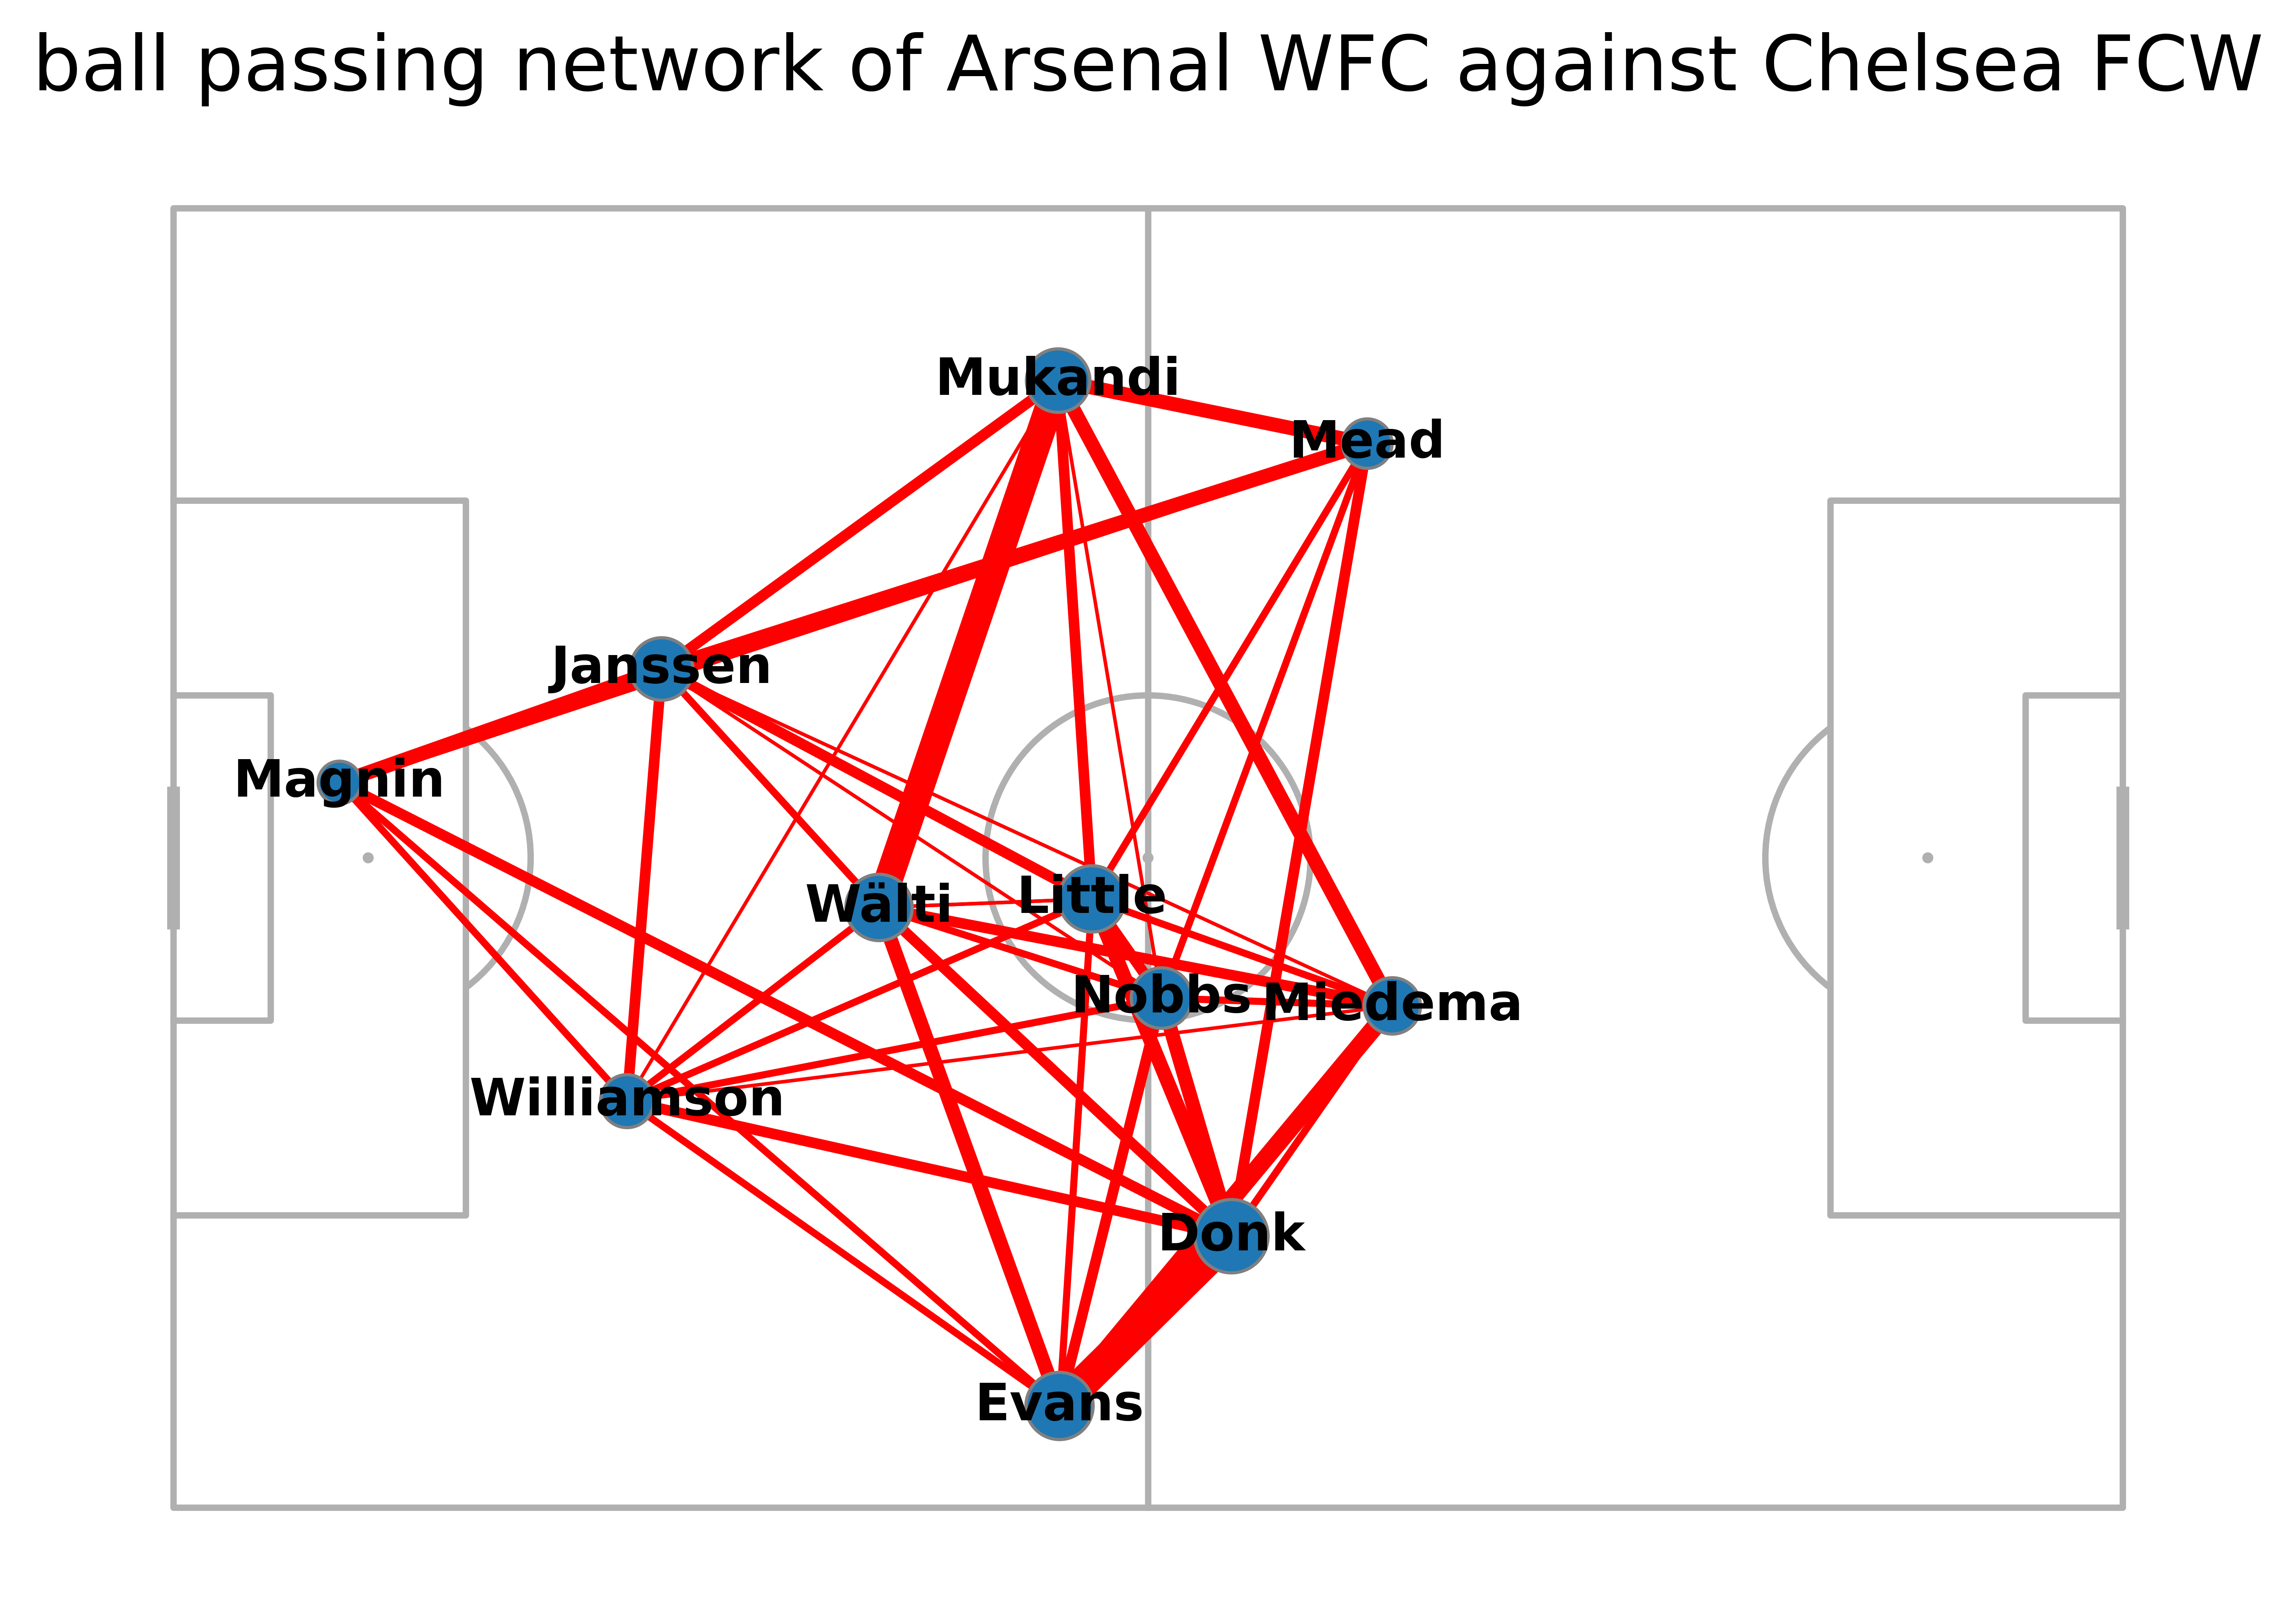 ball passing network of Arsenal WFC against Chelsea FCW
Mukandi
Mead
Janssen
Magnin
Wälti
Little
Nobbs
Miedema
Williamson
Donk
Evans